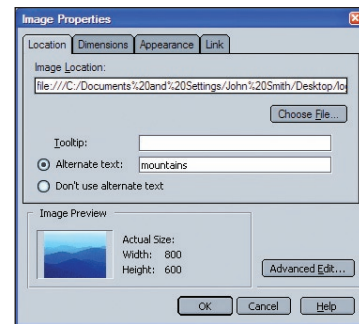 Image Properties
Location Dimensions Appearance Link
Image Location:
file:///C:/Documents%20and%20Settings/John%20Smith/Desktop/lo
Choose File...
Tooltip:
Alternate text: mountains
Don't use alternate text
Image Preview
Actual Size:
Width: 800
Height: 600
Advanced Edit...
OK Cancel Help